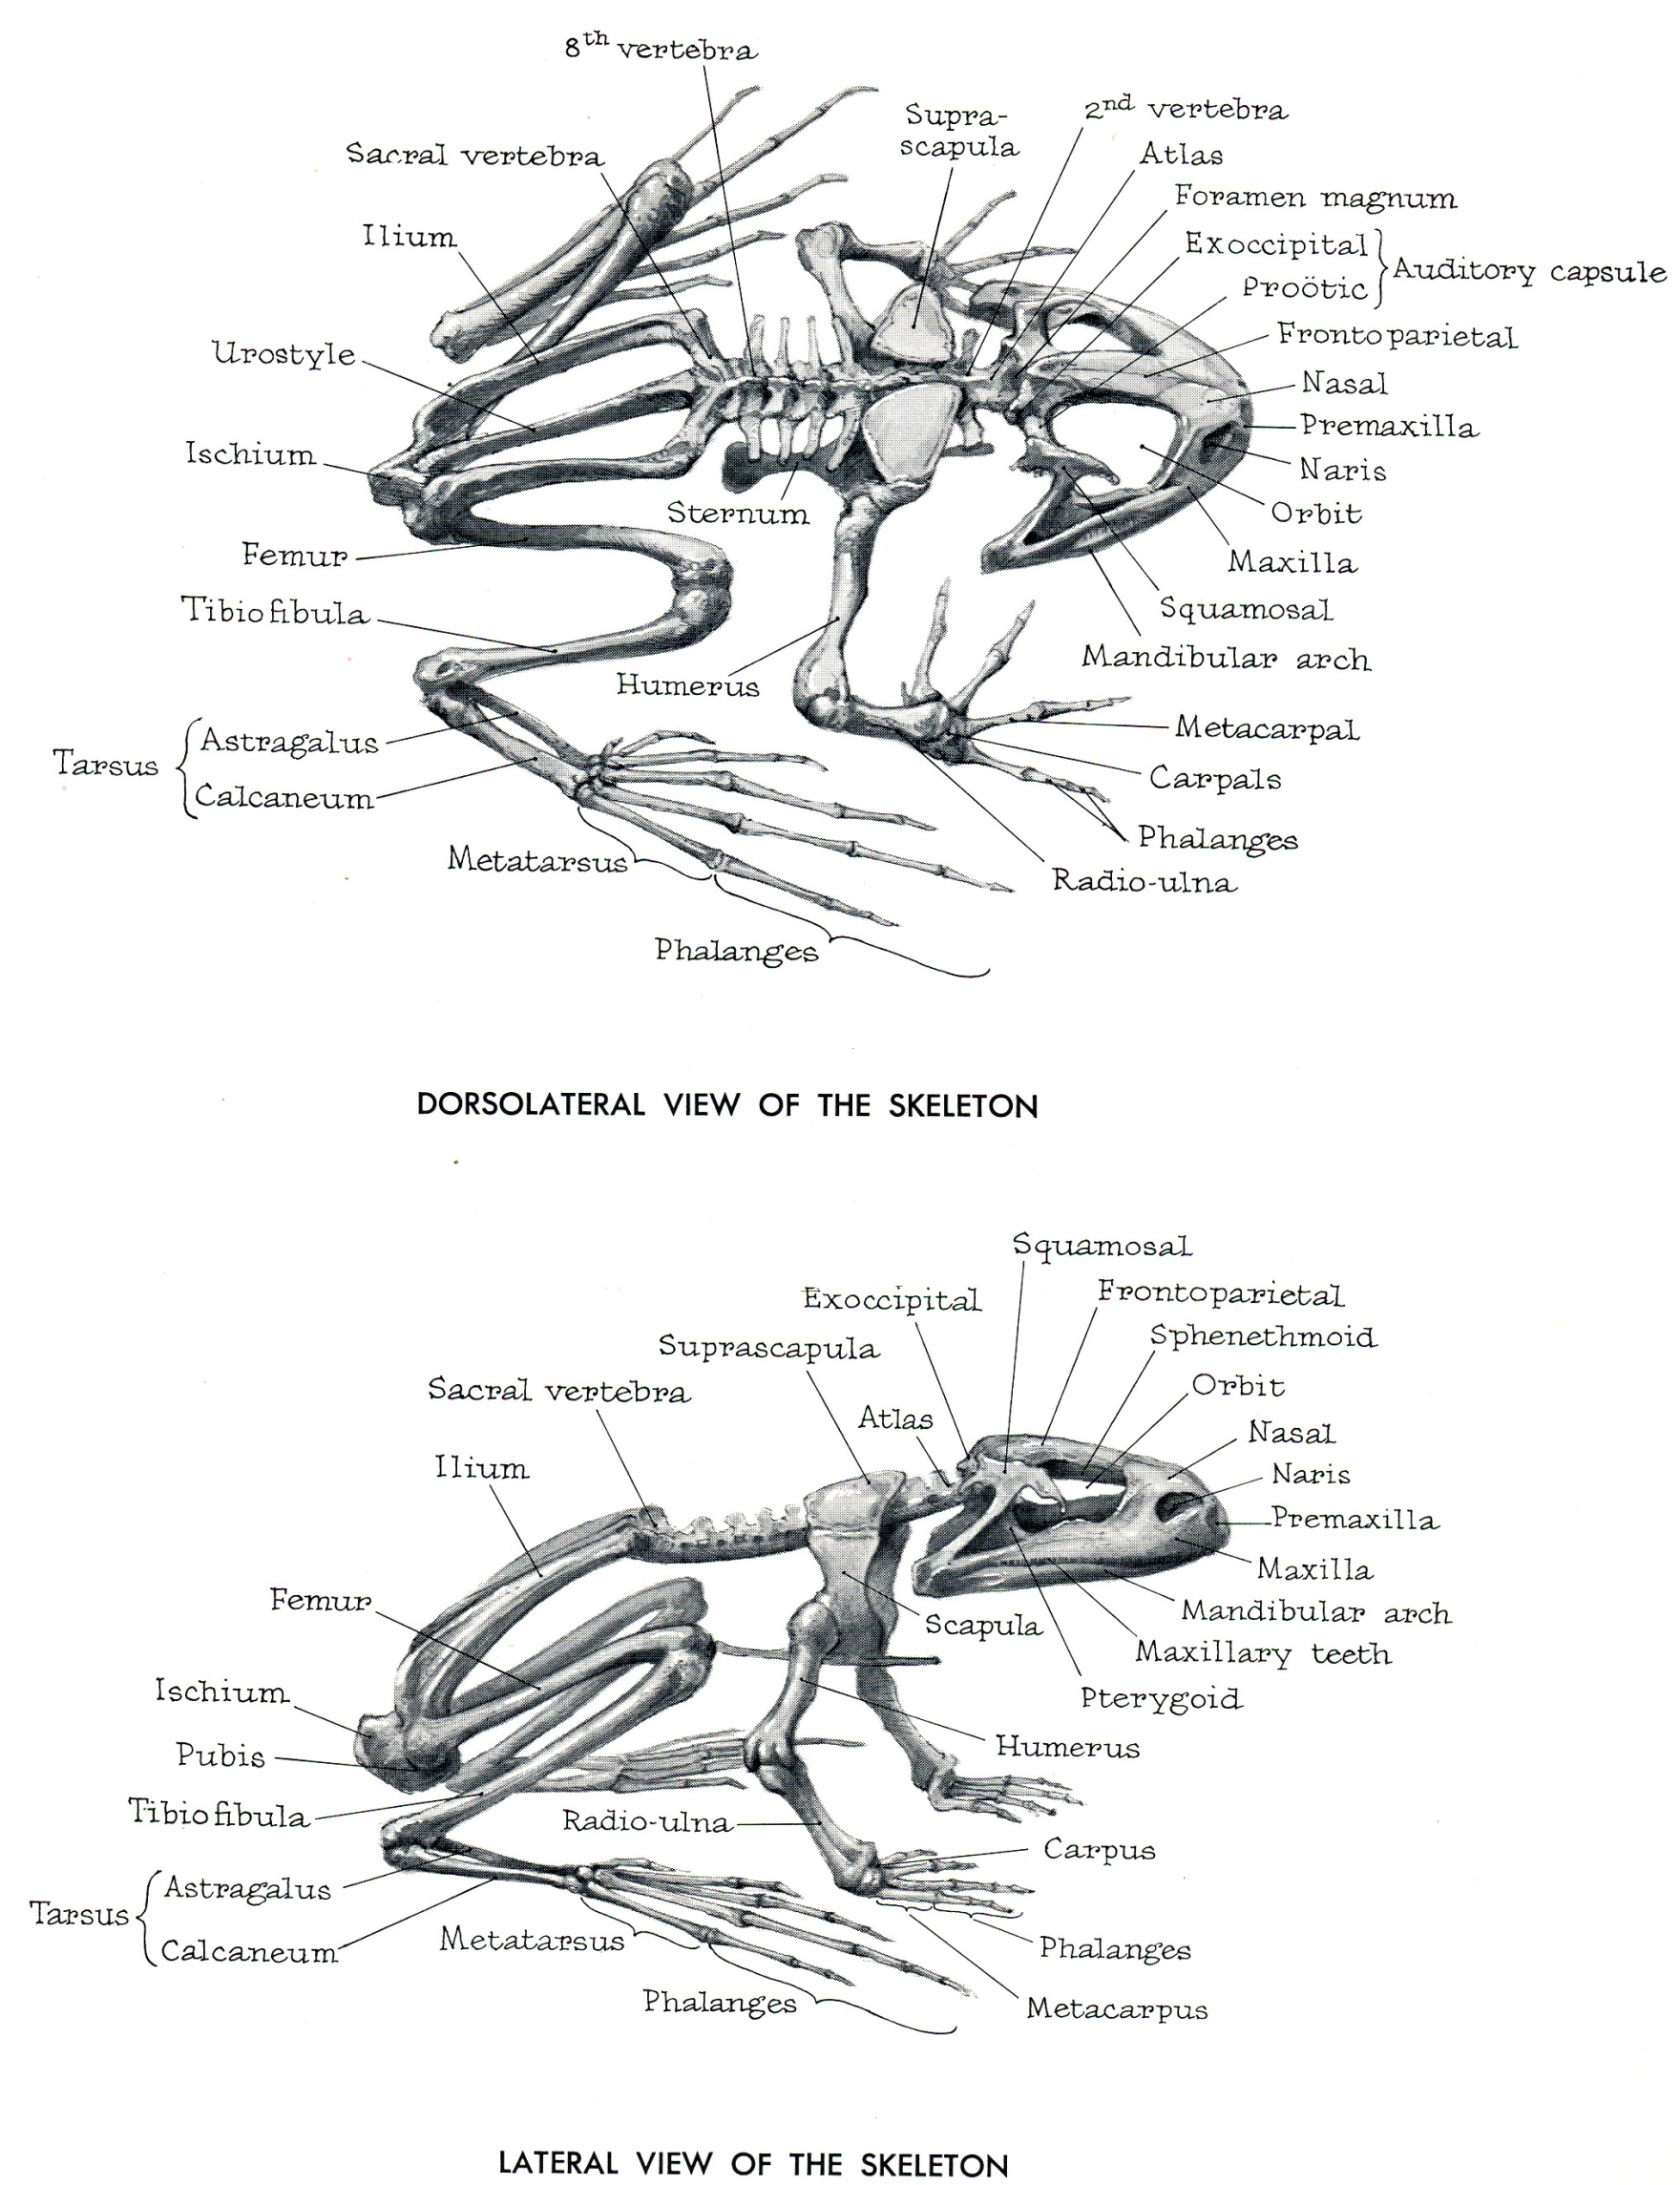 8th vertebra
Supra-
scapula
2nd vertebra
Sacral vertebra
Atlas
Foramen magnum
Ilium
Exoccipital
Auditory capsule
Proötic
Frontoparietal
Urostyle
Nasal
Premaxilla
Ischium
Naris
Sternum
Orbit
Femur
Maxilla
Tibiofibula
Squamosal
Mandibular arch
Humerus
Metacarpal
Tarsus
Astragalus
Calcaneum
Carpals
Phalanges
Metatarsus
Radio-ulna
Phalanges
DORSOLATERAL VIEW OF THE SKELETON
Squamosal
Exoccipital
Frontoparietal
Suprascapula
Sphenethmoid
Sacral vertebra
Orbit
Atlas
Nasal
Ilium
Naris
Premaxilla
Maxilla
Femur
Mandibular arch
Scapula
Maxillary teeth
Ischium
Pterygoid
Pubis
Humerus
Tibiofibula
Radio-ulna
Carpus
Tarsus
Astragalus
Calcaneum
Metatarsus
Phalanges
Phalanges
Metacarpus
LATERAL VIEW OF THE SKELETON